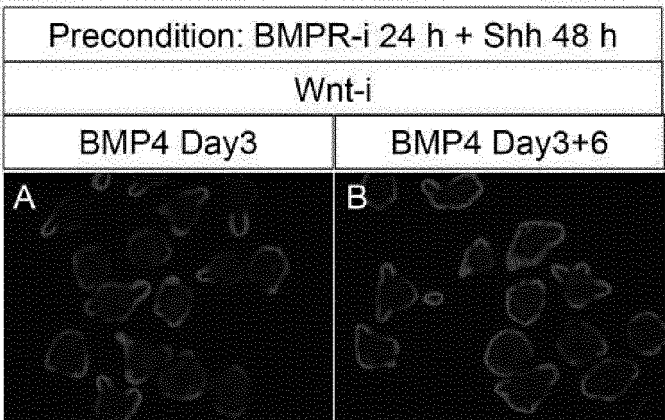 Precondition: BMPR-i 24 h + Shh 48 h
Wnt-i
BMP4 Day3
BMP4 Day3+6
A
B